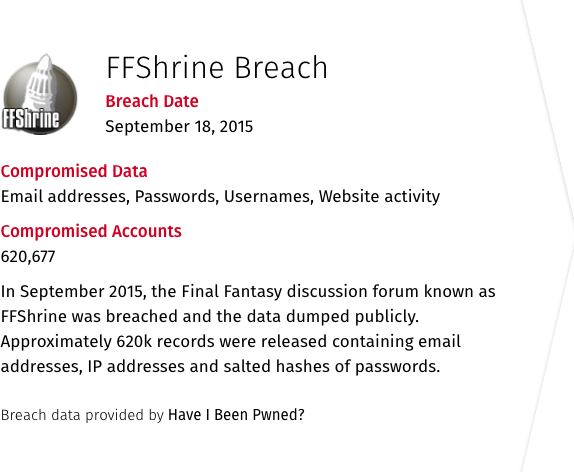 FFShrine
FFShrine Breach
Breach Date
September 18, 2015
Compromised Data
Email addresses, Passwords, Usernames, Website activity
Compromised Accounts
620,677
In September 2015, the Final Fantasy discussion forum known as
FFShrine was breached and the data dumped publicly.
Approximately 620k records were released containing email
addresses, IP addresses and salted hashes of passwords.
Breach data provided by Have I Been Pwned?